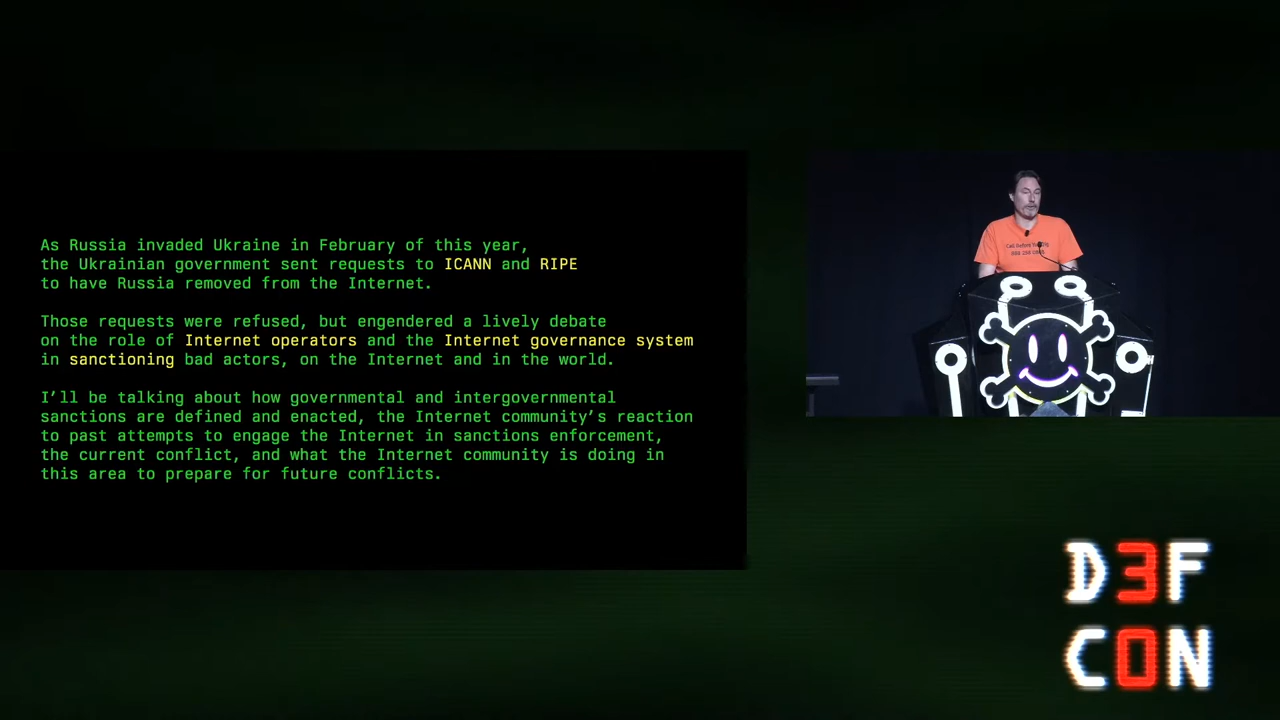 As Russia invaded Ukraine in February of this year,
the Ukrainian government sent requests to ICANN and RIPE
to have Russia removed from the Internet.
Those requests were refused, but engendered a lively debate
on the role of Internet operators and the Internet governance system
in sanctioning bad actors, on the Internet and in the world.
I’ll be talking about how governmental and intergovernmental
sanctions are defined and enacted, the Internet community’s reaction
to past attempts to engage the Internet in sanctions enforcement,
the current conflict, and what the Internet community is doing in
this area to prepare for future conflicts.
D3F
C0N